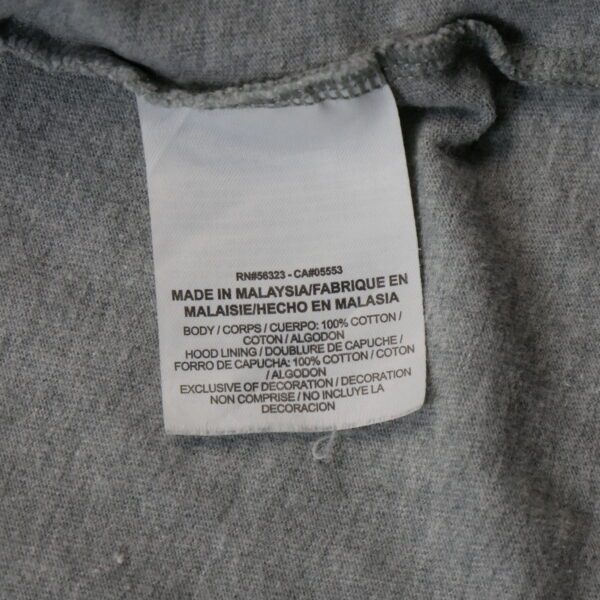 RN#56323 - CA#05553
MADE IN MALAYSIA/FABRIQUE EN
MALAISIE/HECHO EN MALASIA
BODY / CORPS / CUERPO: 100% COTTON /
COTON / ALGODON
HOOD LINING / DOUBLURE DE CAPUCHE /
FORRO DE CAPUCHA: 100% COTTON / COTON
/ ALGODON
EXCLUSIVE OF DECORATION / DECORATION
NON COMPRISE / NO INCLUYE LA
DECORACION